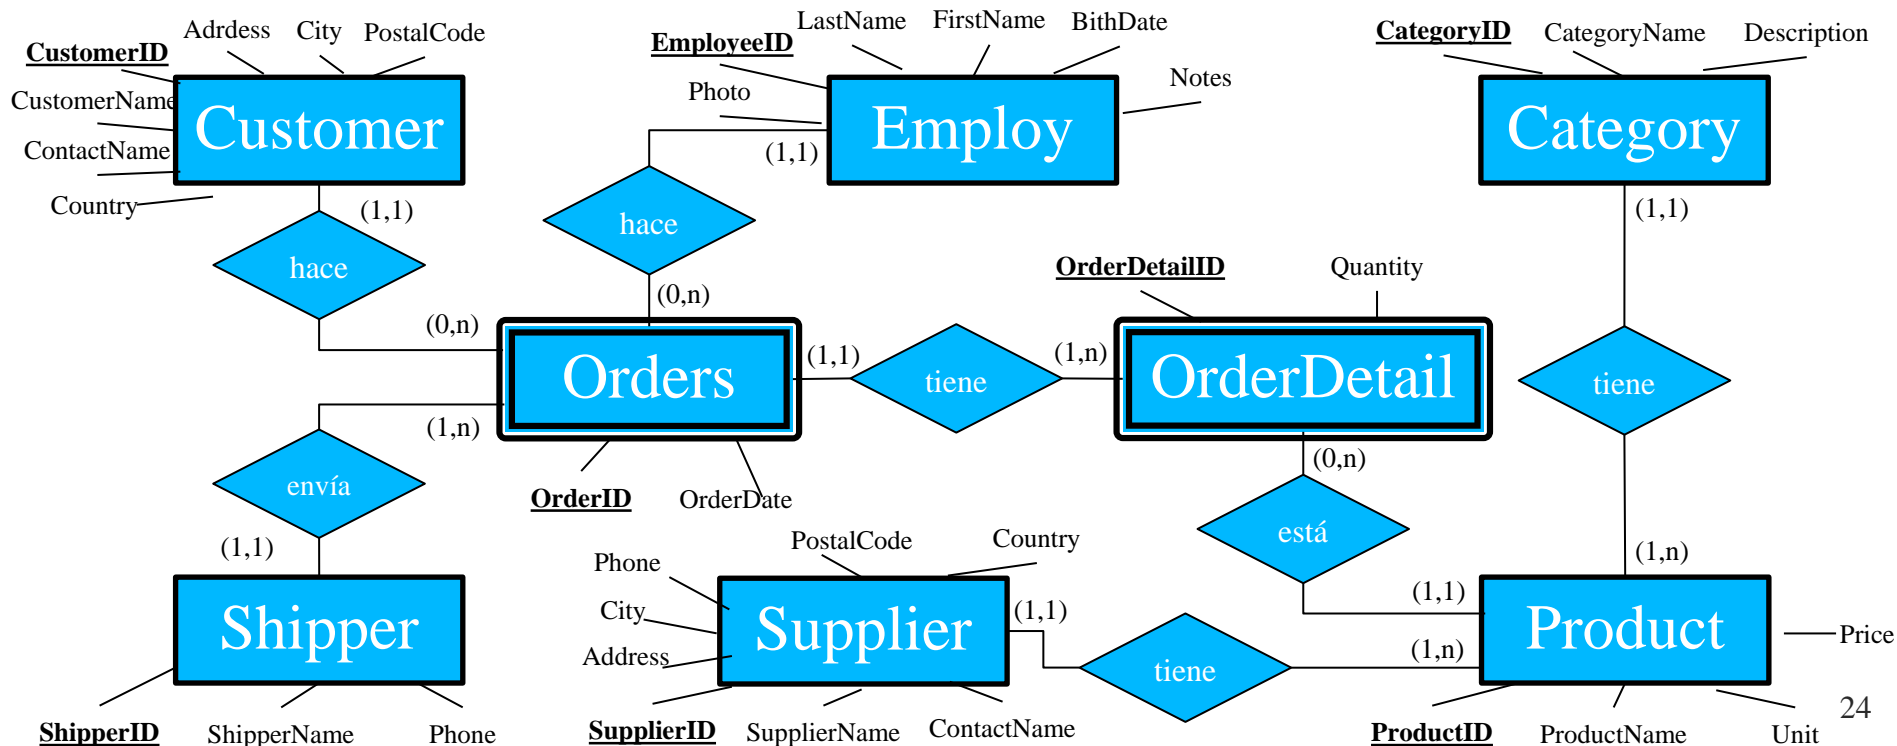 Adrdess City PostalCode
CustomerID
CustomerName
ContactName
Country
Customer
(1,1)
hace
(0,n)
LastName FirstName BithDate
EmployeeID
Photo
Notes
Employ
(1,1)
hace
(0,n)
CategoryID CategoryName Description
Category
(1,1)
tiene
(1,n)
Orders
(1,1)
tiene
(1,n)
OrderDetailID Quantity
OrderDetail
(0,n)
está
(1,1)
OrderID OrderDate
(1,n)
envía
(1,1)
Shipper
ShipperID ShipperName Phone
PostalCode Country
Phone
City
Address
Supplier
(1,1)
tiene
(1,n)
SupplierID SupplierName ContactName
Product
Price
ProductID ProductName Unit
24